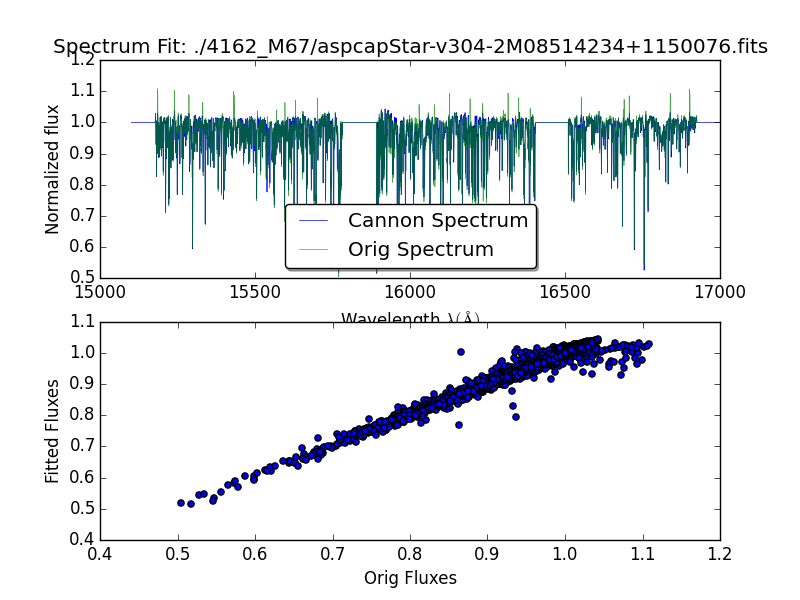 Spectrum Fit: ./4162_M67/aspcapStar-v304-2M08514234+1150076.fits
1.2
1.1
1.0
0.9
0.8
0.7
0.6
0.5
Normalized flux
Cannon Spectrum
Orig Spectrum
15000 15500 16000 16500 17000
Wavelength λ(Å)
1.1
1.0
0.9
0.8
0.7
0.6
0.5
0.4
Fitted Fluxes
0.4 0.5 0.6 0.7 0.8 0.9 1.0 1.1 1.2
Orig Fluxes